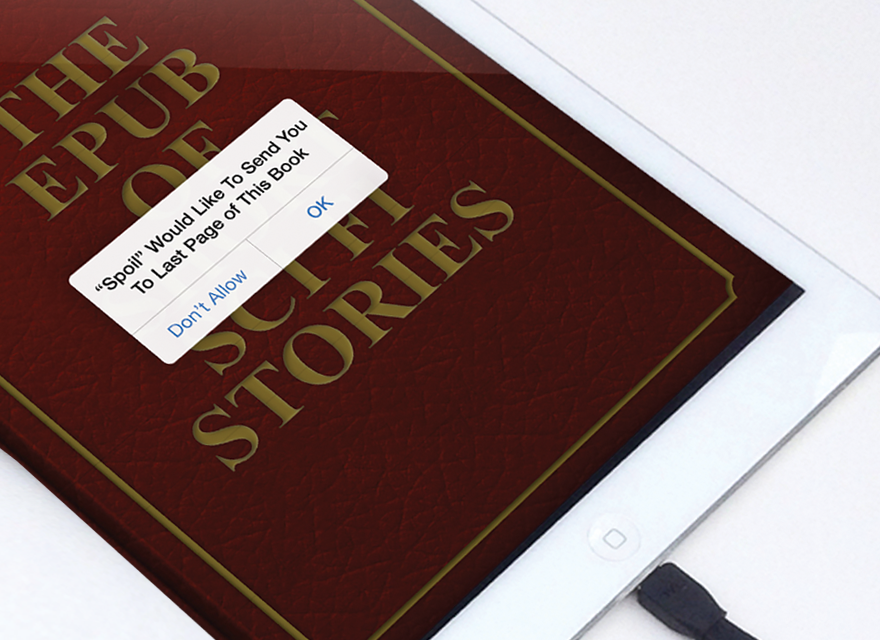 THE
EPUB
OF
SCI FI
STORIES
“Spoil” Would Like To Send You
To Last Page of This Book
Don't Allow
OK